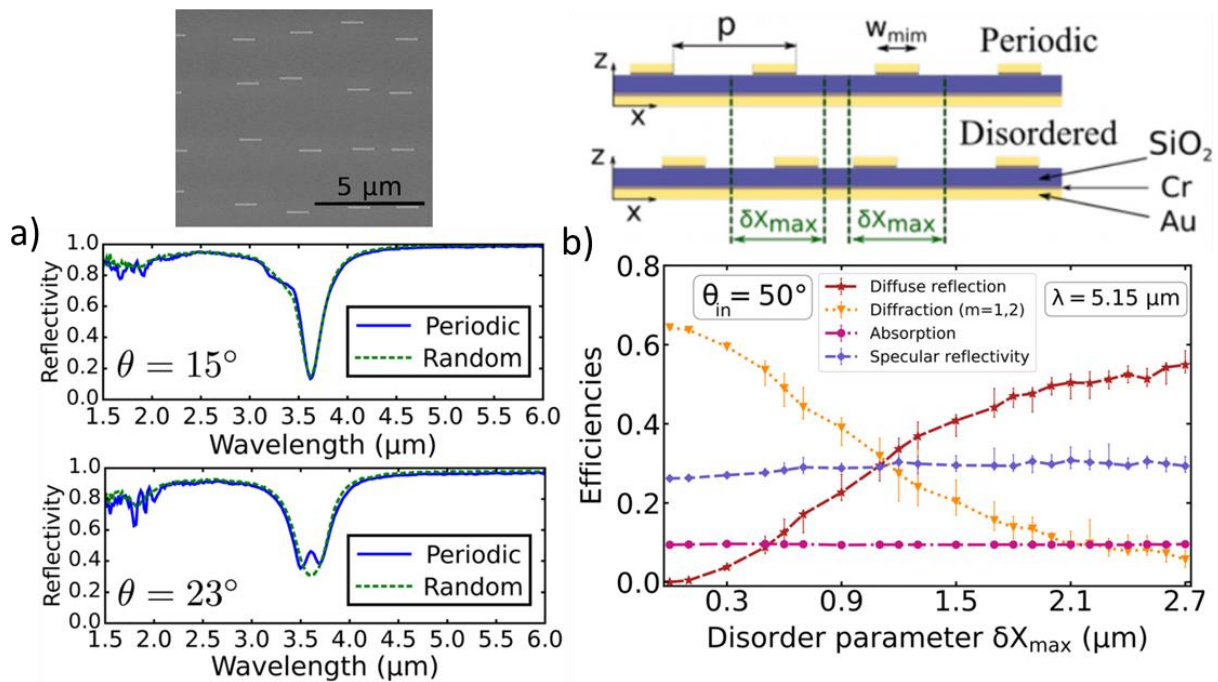 5 μm
p
w_mim
Periodic
z
x
Disordered
z
SiO₂
Cr
Au
x
δX_max
δX_max
a)
1.0
0.8
0.6
0.4
0.2
0.0
Reflectivity
θ = 15°
Periodic
Random
1.5 2.0 2.5 3.0 3.5 4.0 4.5 5.0 5.5 6.0
Wavelength (μm)
1.0
0.8
0.6
0.4
0.2
0.0
Reflectivity
θ = 23°
Periodic
Random
1.5 2.0 2.5 3.0 3.5 4.0 4.5 5.0 5.5 6.0
Wavelength (μm)
b)
0.8
0.6
0.4
0.2
0.0
Efficiencies
θ_in = 50°
Diffuse reflection
Diffraction (m=1,2)
Absorption
Specular reflectivity
λ = 5.15 μm
0.3 0.9 1.5 2.1 2.7
Disorder parameter δX_max (μm)